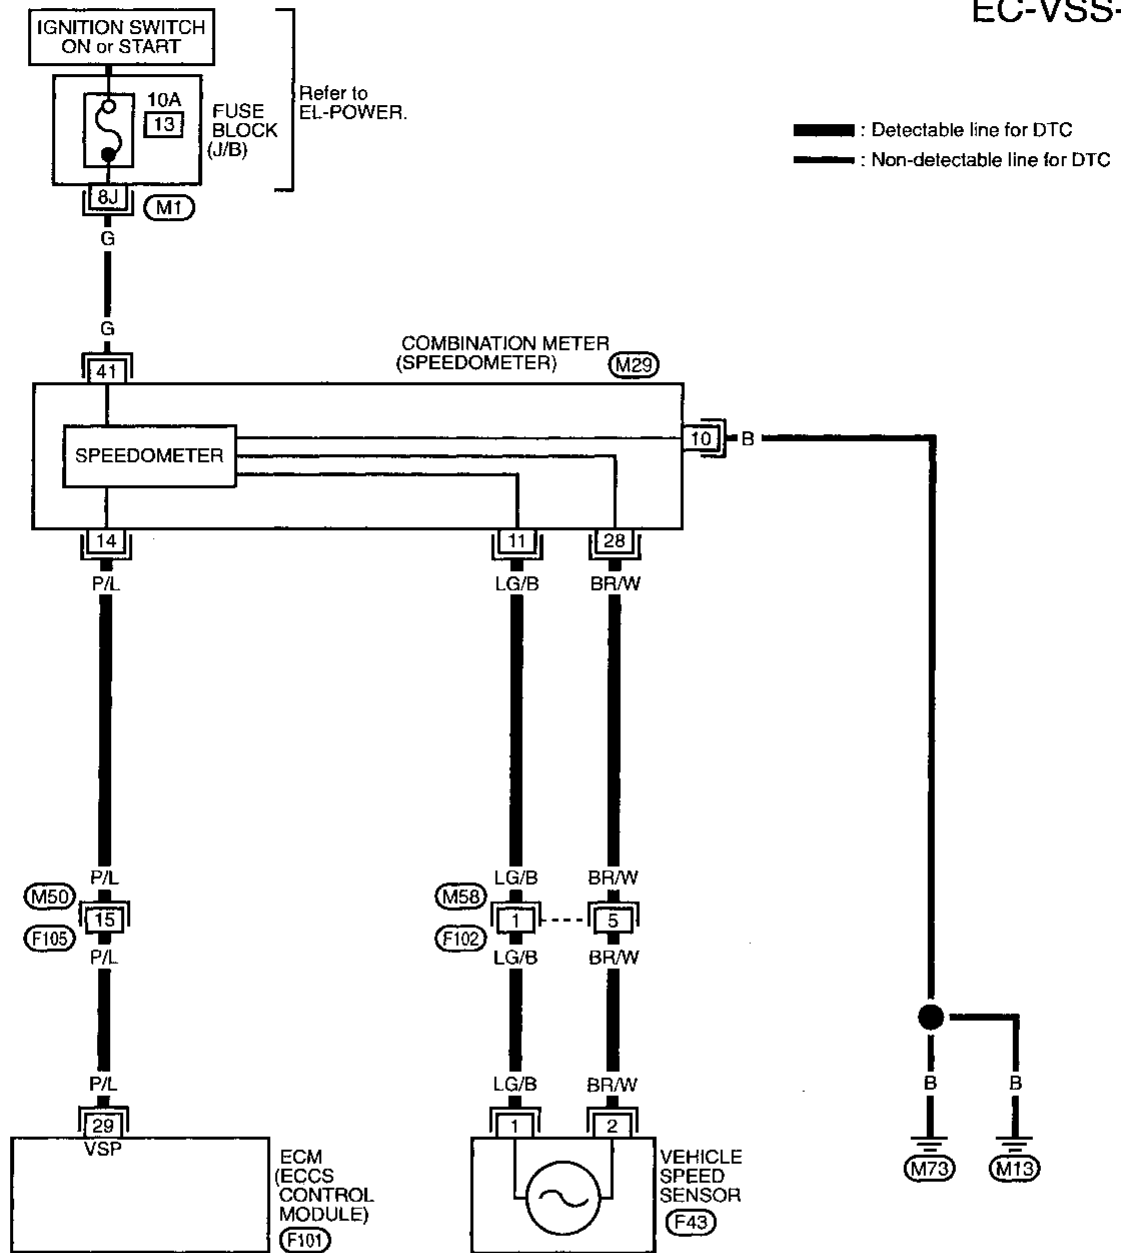 EC-VSS-
IGNITION SWITCH
ON or START
10A
13
FUSE
BLOCK
(J/B)
Refer to
EL-POWER.
8J
M1
: Detectable line for DTC
: Non-detectable line for DTC
G
G
41
COMBINATION METER
(SPEEDOMETER)
M29
SPEEDOMETER
10
B
14
11
28
P/L
LG/B
BR/W
P/L
LG/B
BR/W
M50
15
F105
M58
1
5
F102
P/L
LG/B
BR/W
P/L
LG/B
BR/W
B
B
29
VSP
1
2
ECM
(ECCS
CONTROL
MODULE)
F101
VEHICLE
SPEED
SENSOR
F43
M73
M13